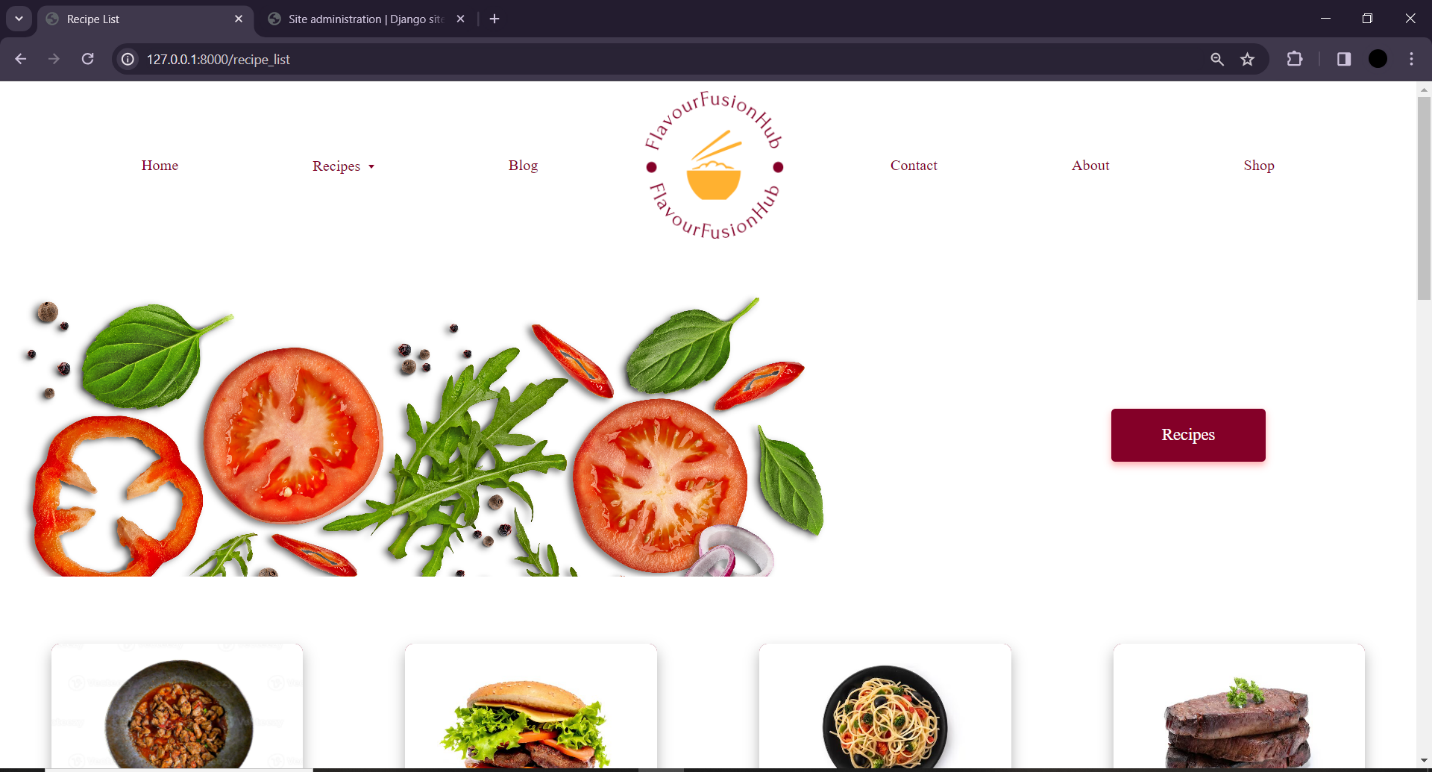 Recipe List
Site administration | Django site
127.0.0.1:8000/recipe_list
Home
Recipes
Blog
FlavourFusionHub
FlavourFusionHub
Contact
About
Shop
Recipes